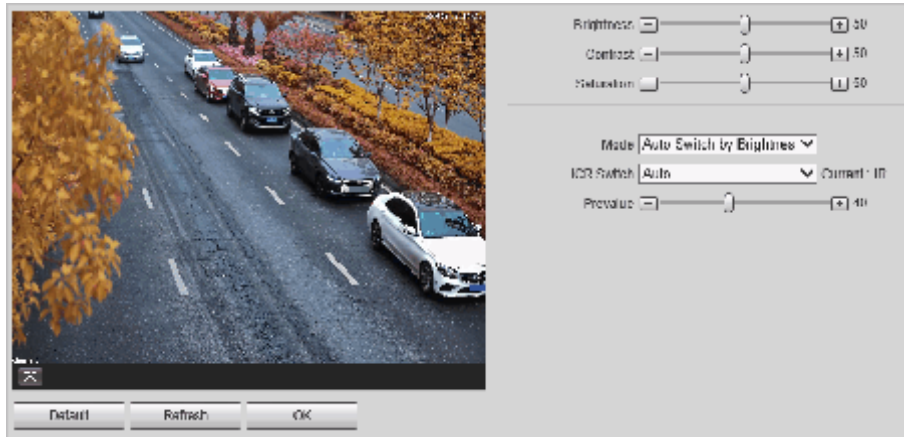 Brightness 50
Contrast 50
Saturation 50
Mode Auto Switch by Brightnes
ICR Switch Auto Current : IR
Prevalue 40
Default Refresh OK